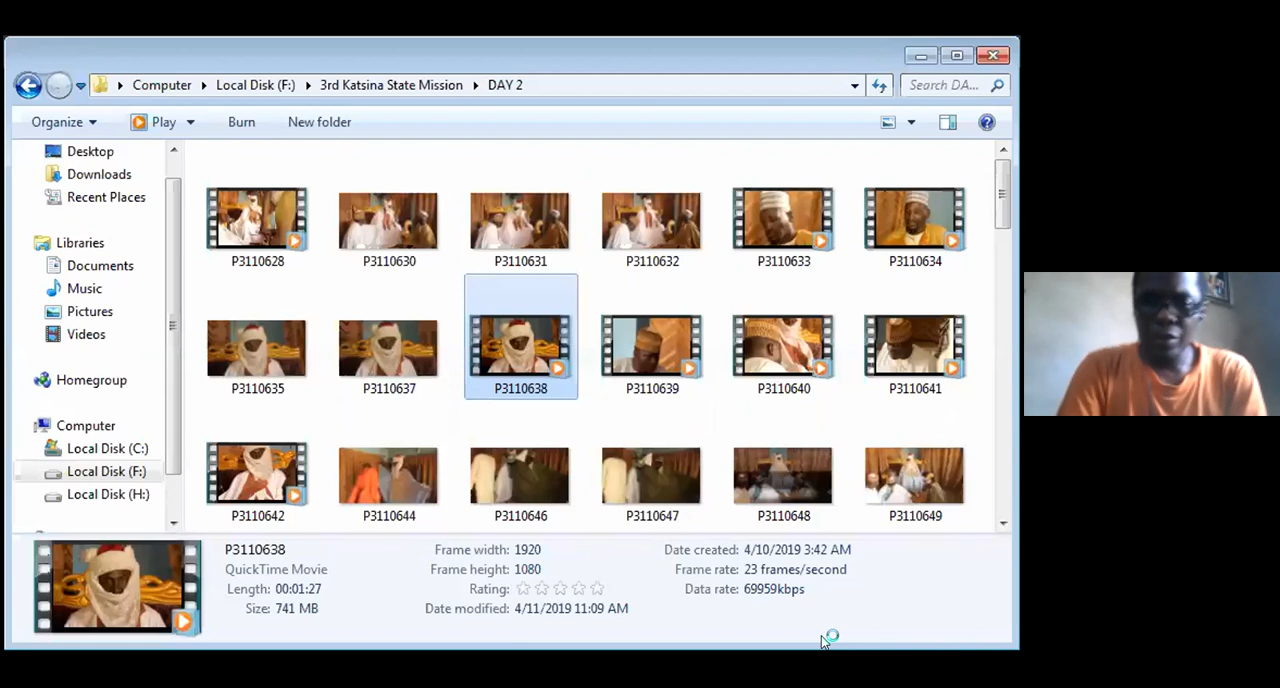 Computer Local Disk (F:) 3rd Katsina State Mission DAY 2
Search DA...
Organize Play Burn New folder
Desktop
Downloads
Recent Places
Libraries
Documents
Music
Pictures
Videos
Homegroup
Computer
Local Disk (C:)
Local Disk (F:)
Local Disk (H:)
P3110628 P3110630 P3110631 P3110632 P3110633 P3110634
P3110635 P3110637 P3110638 P3110639 P3110640 P3110641
P3110642 P3110644 P3110646 P3110647 P3110648 P3110649
P3110638 Frame width: 1920 Date created: 4/10/2019 3:42 AM
QuickTime Movie Frame height: 1080 Frame rate: 23 frames/second
Length: 00:01:27 Rating: Data rate: 69959kbps
Size: 741 MB Date modified: 4/11/2019 11:09 AM